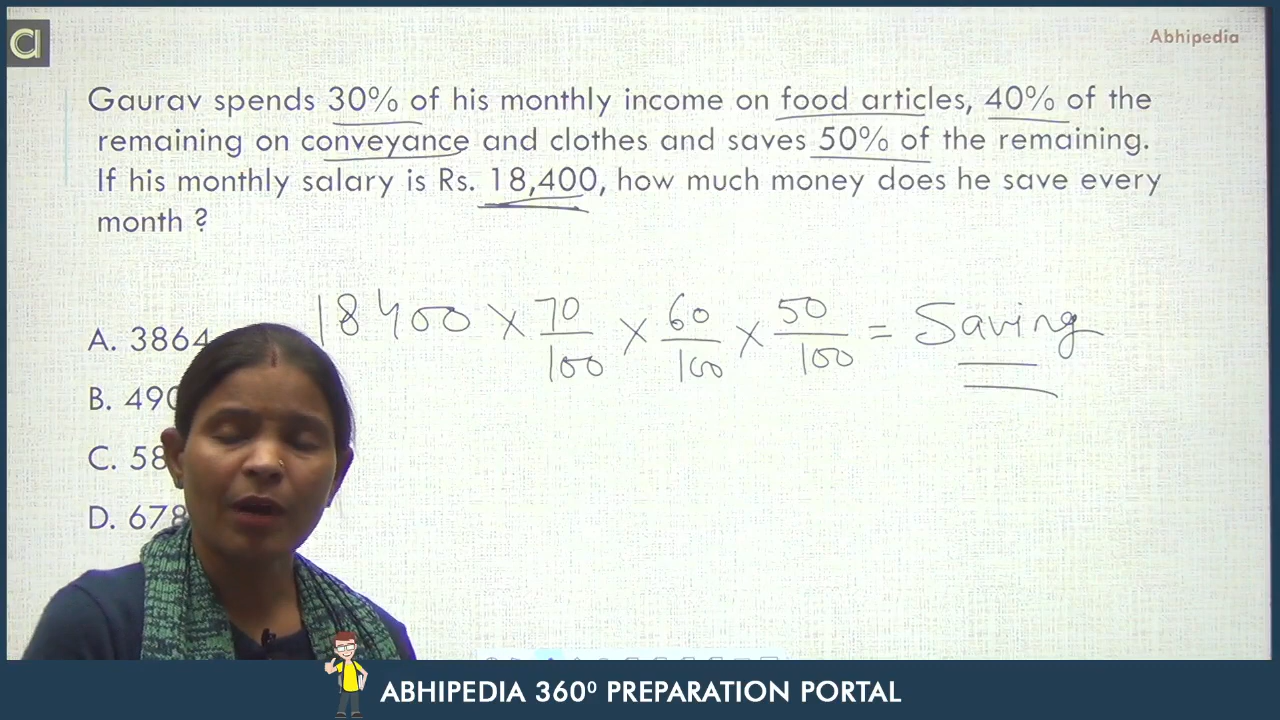 Abhipedia
Gaurav spends 30% of his monthly income on food articles, 40% of the
remaining on conveyance and clothes and saves 50% of the remaining.
If his monthly salary is Rs. 18,400, how much money does he save every
month ?
18400 × 70/100 × 60/100 × 50/100 = Saving
A. 3864
B.
C.
D.
ABHIPEDIA 360⁰ PREPARATION PORTAL